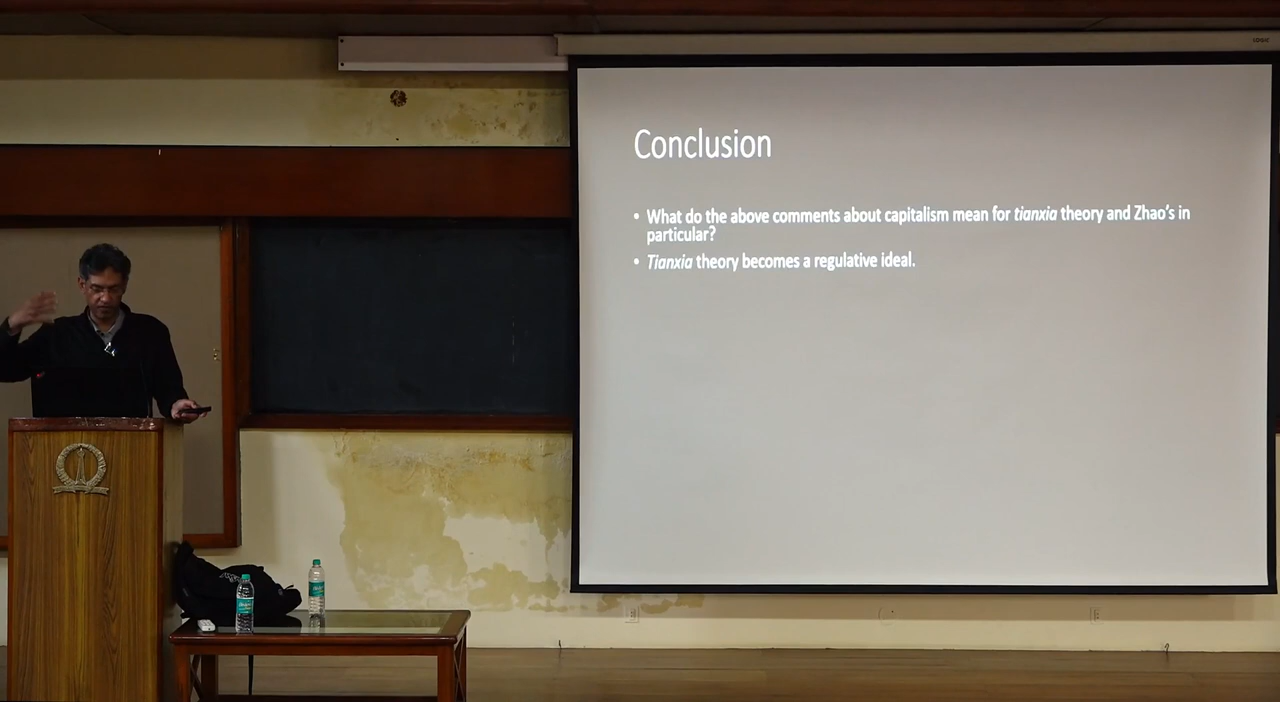 Conclusion
• What do the above comments about capitalism mean for tianxia theory and Zhao's in
particular?
• Tianxia theory becomes a regulative ideal.